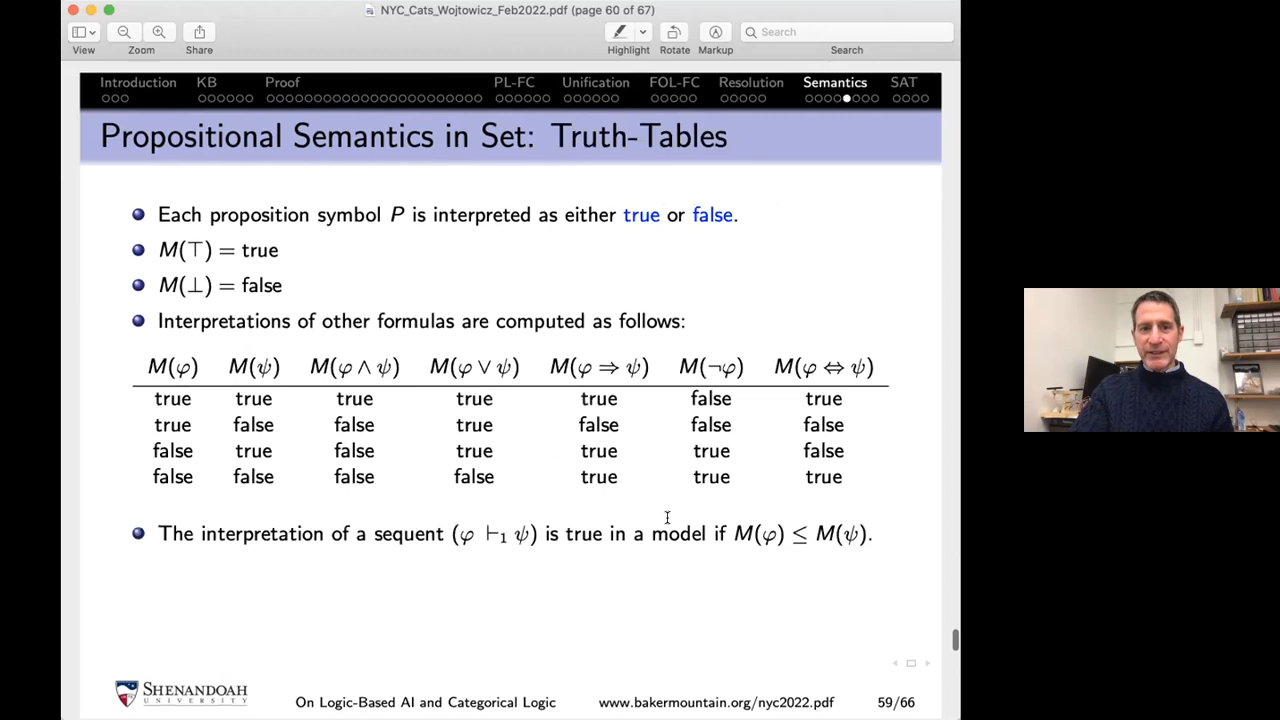 NYC_Cats_Wojtowicz_Feb2022.pdf (page 60 of 67)
View Zoom Share Highlight Rotate Markup Search
Search
Introduction KB Proof PL-FC Unification FOL-FC Resolution Semantics SAT
Propositional Semantics in Set: Truth-Tables
Each proposition symbol P is interpreted as either true or false.
M(⊤) = true
M(⊥) = false
Interpretations of other formulas are computed as follows:
M(φ) M(ψ) M(φ ∧ ψ) M(φ ∨ ψ) M(φ ⇒ ψ) M(¬φ) M(φ ⇔ ψ)
true true true true true false true
true false false true false false false
false true false true true true false
false false false false true true true
The interpretation of a sequent (φ ⊢₁ ψ) is true in a model if M(φ) ≤ M(ψ).
SHENANDOAH
UNIVERSITY
On Logic-Based AI and Categorical Logic www.bakermountain.org/nyc2022.pdf 59/66